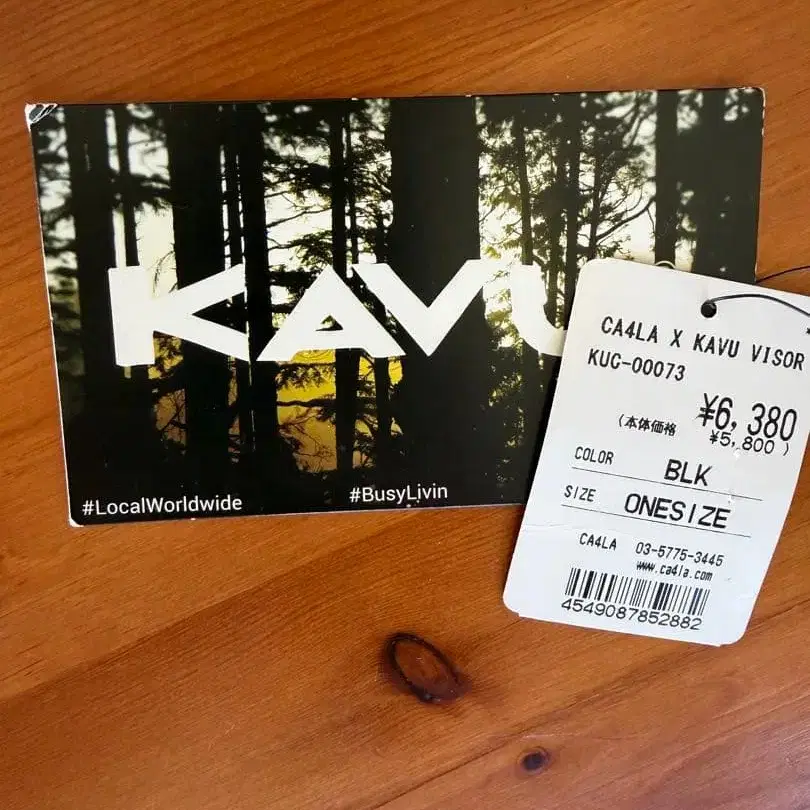 KAVU
#LocalWorldwide
#BusyLivin
CA4LA X KAVU VISOR
KUC-00073
¥6,380
(本体価格 ¥5,800 )
COLOR BLK
SIZE ONESIZE
CA4LA 03-5775-3445
www.ca4la.com
4549087852882